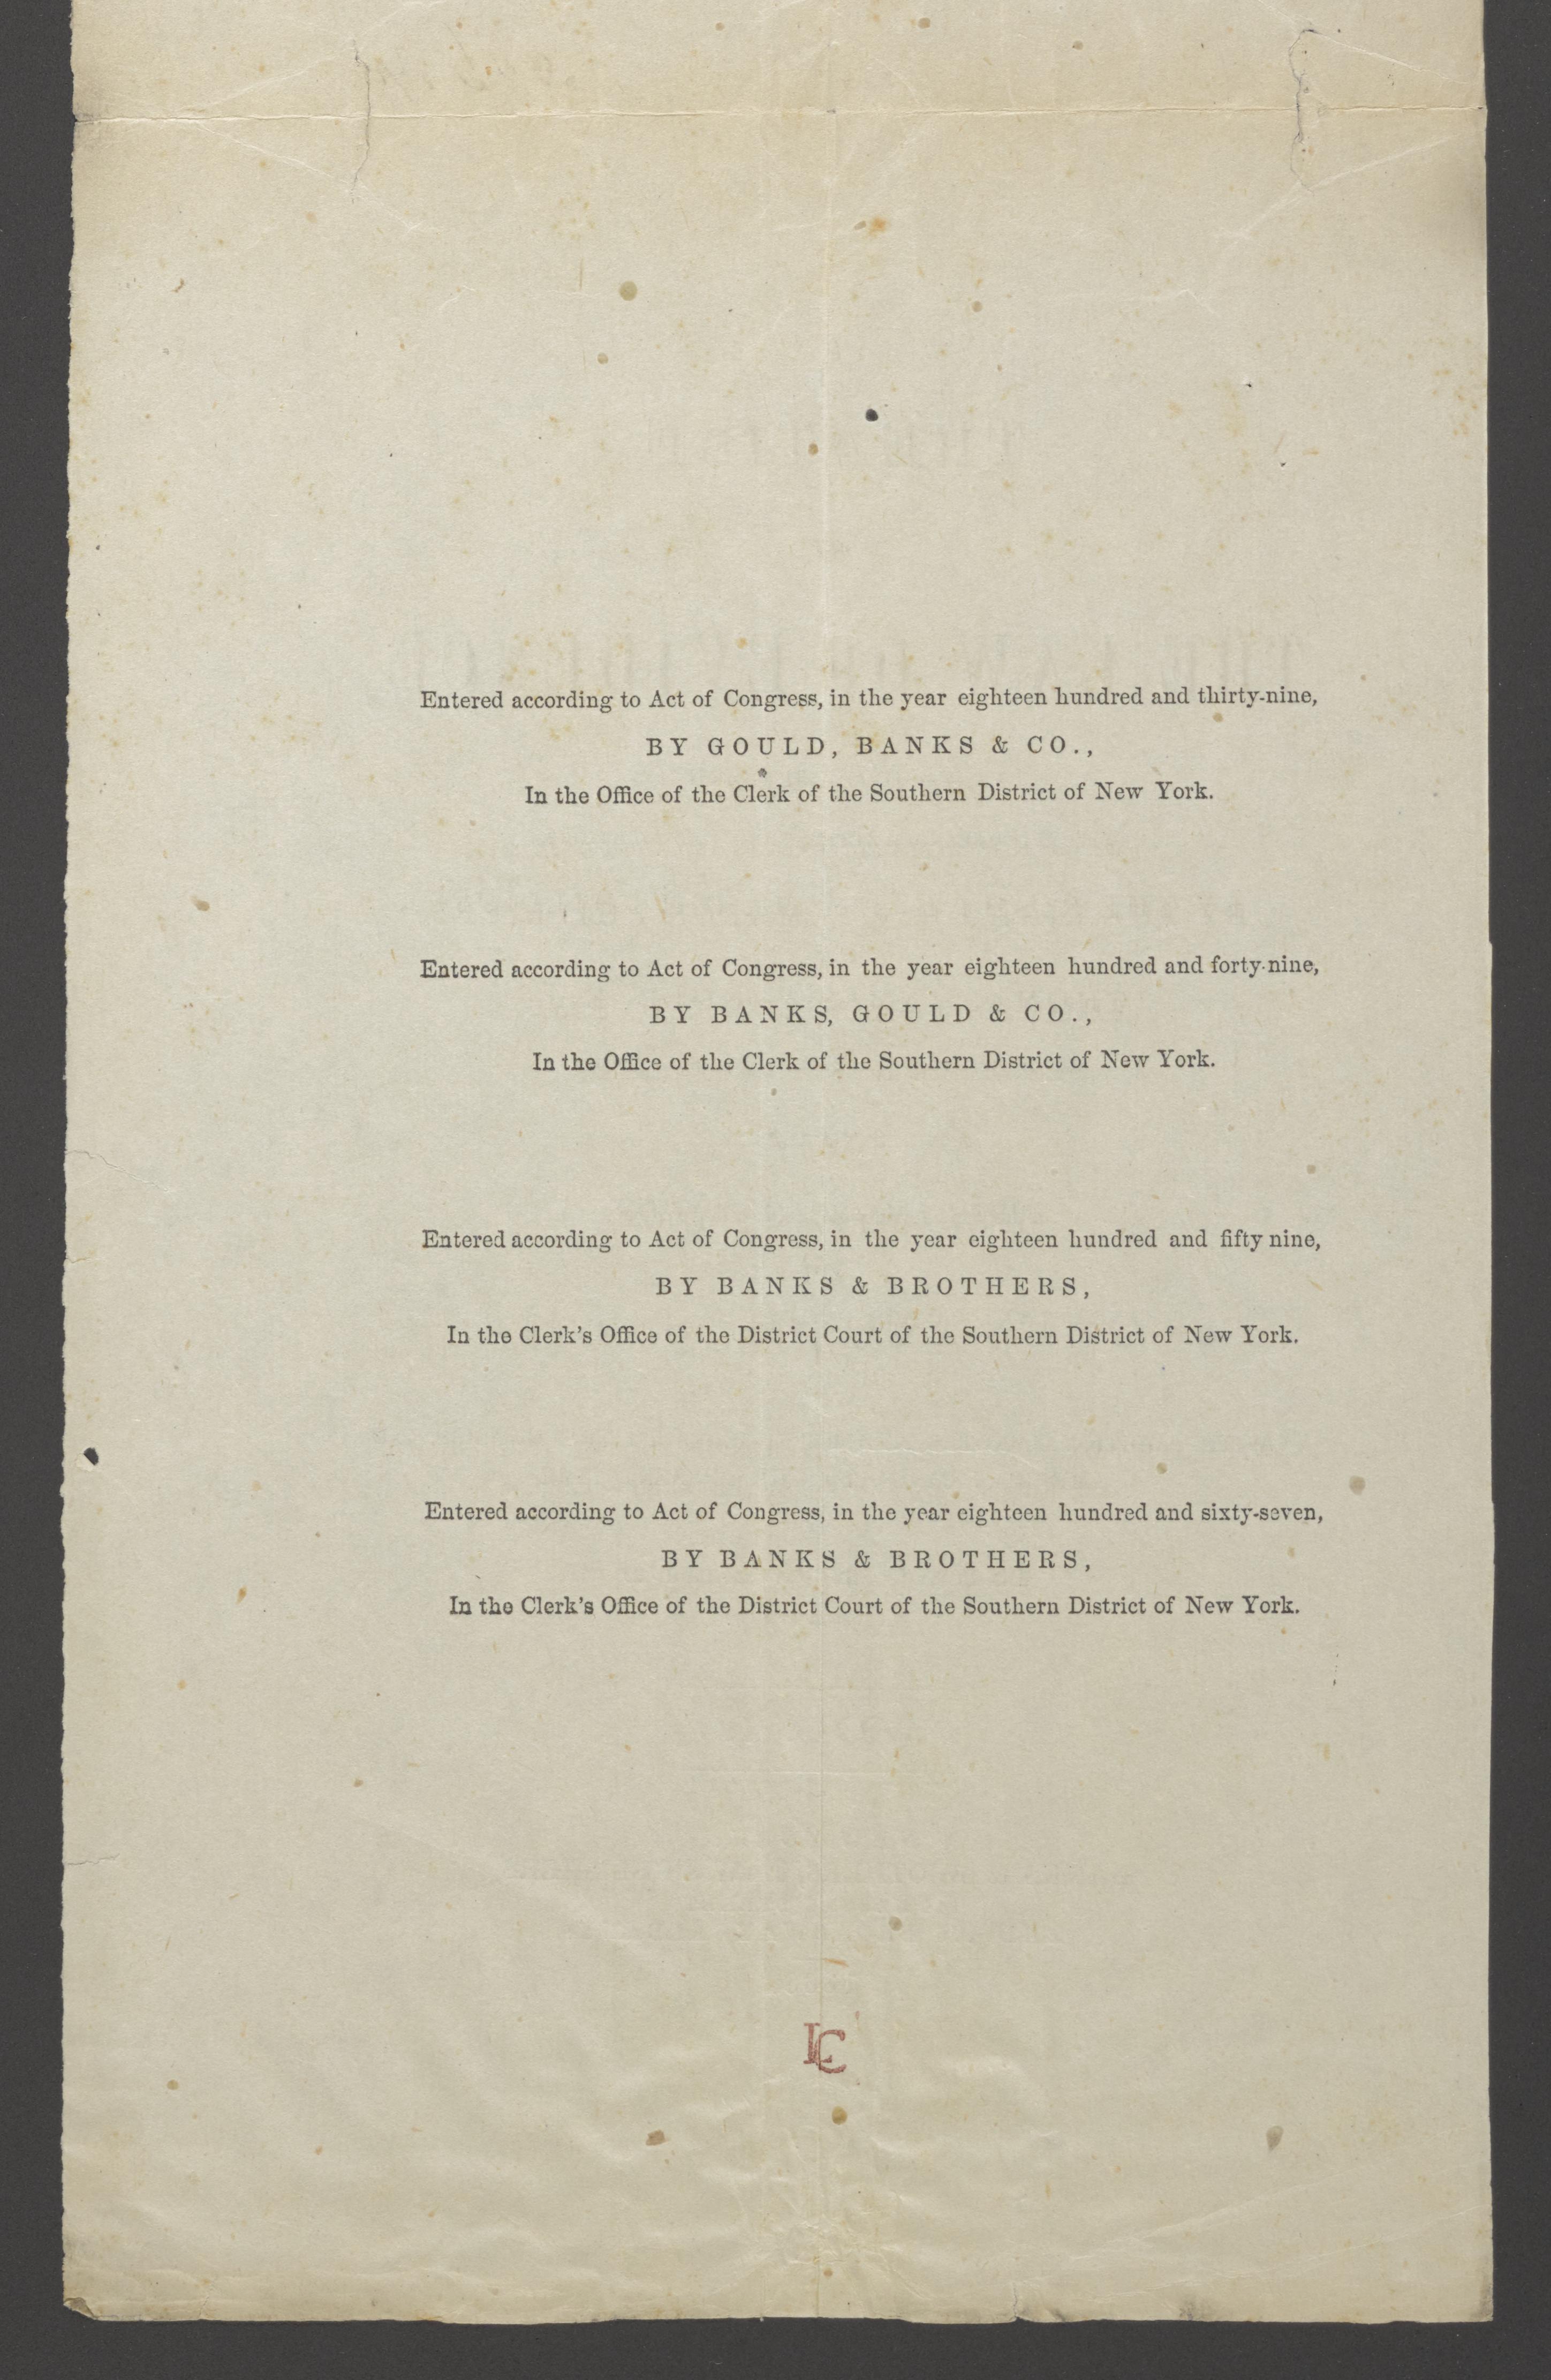 Entered according to Act of Congress, in the year eighteen hundred and thirty-nine,
BY GOULD, BANKS & CO.,
In the Office of the Clerk of the Southern District of New York.
Entered according to Act of Congress, in the year eighteen hundred and forty-nine,
BY BANKS, GOULD & CO.,
In the Office of the Clerk of the Southern District of New York.
Entered according to Act of Congress, in the year eighteen hundred and fifty nine,
BY BANKS & BROTHERS,
In the Clerk's Office of the District Court of the Southern District of New York.
Entered according to Act of Congress, in the year eighteen hundred and sixty-seven,
BY BANKS & BROTHERS,
In the Clerk's Office of the District Court of the Southern District of New York.
LC